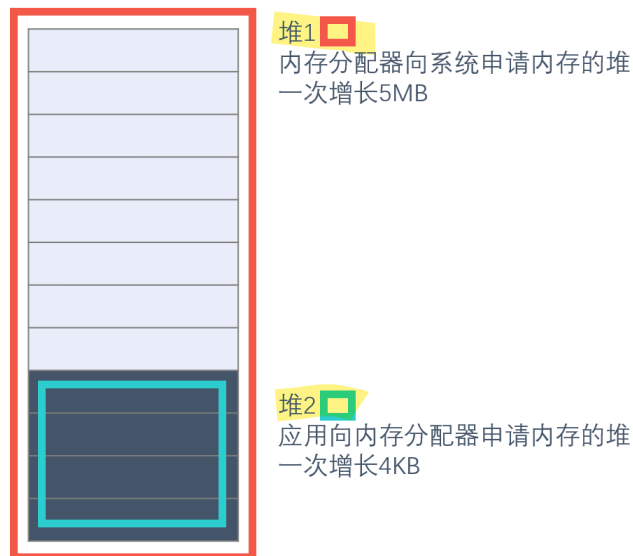 堆1
内存分配器向系统申请内存的堆
一次增长5MB
堆2
应用向内存分配器申请内存的堆
一次增长4KB